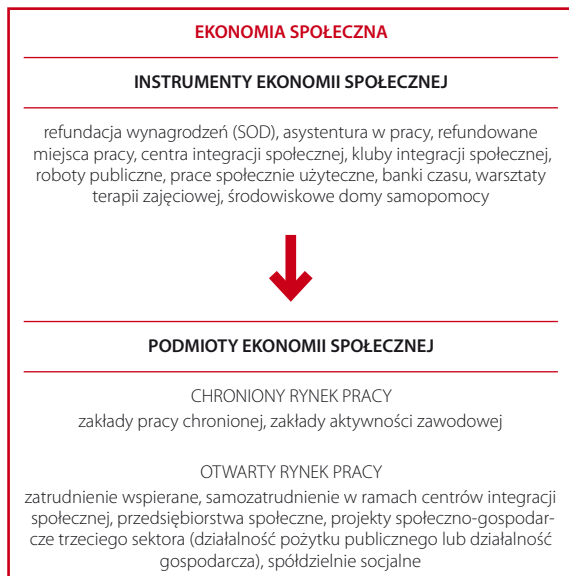 EKONOMIA SPOŁECZNA
INSTRUMENTY EKONOMII SPOŁECZNEJ
refundacja wynagrodzeń (SOD), asystentura w pracy, refundowane
miejsca pracy, centra integracji społecznej, kluby integracji społecznej,
roboty publiczne, prace społecznie użyteczne, banki czasu, warsztaty
terapii zajęciowej, środowiskowe domy samopomocy
PODMIOTY EKONOMII SPOŁECZNEJ
CHRONIONY RYNEK PRACY
zakłady pracy chronionej, zakłady aktywności zawodowej
OTWARTY RYNEK PRACY
zatrudnienie wspierane, samozatrudnienie w ramach centrów integracji
społecznej, przedsiębiorstwa społeczne, projekty społeczno-gospodar-
cze trzeciego sektora (działalność pożytku publicznego lub działalność
gospodarcza), spółdzielnie socjalne